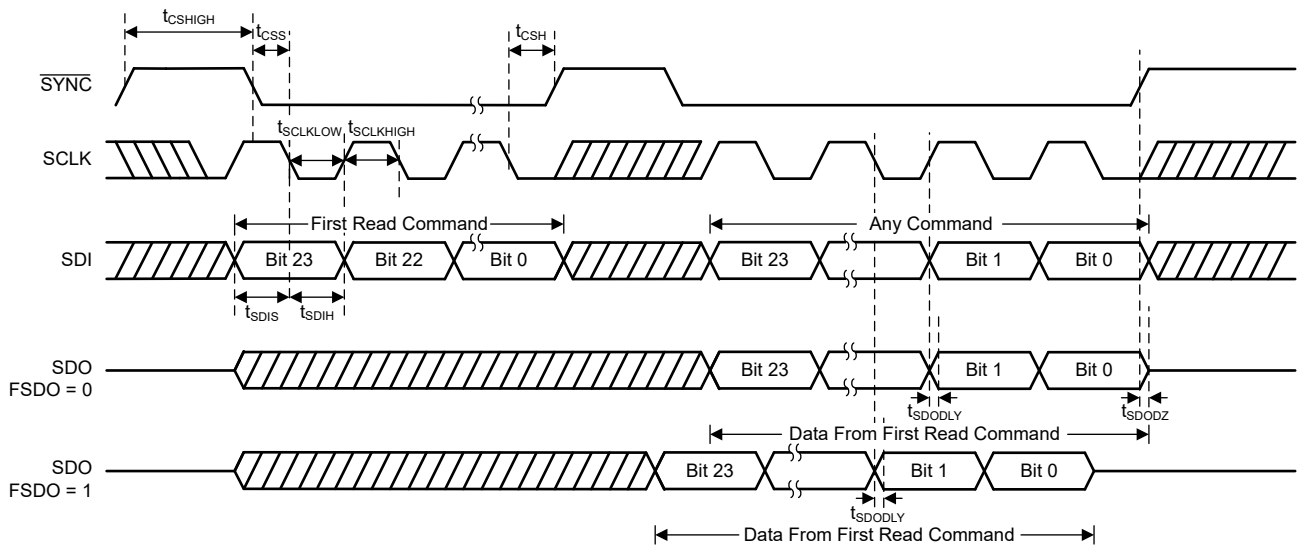 tCSHIGH
tCSS
tCSH
SYNC
tSCLKLOW tSCLKHIGH
SCLK
First Read Command
Any Command
SDI
Bit 23 Bit 22 Bit 0 Bit 23 Bit 1 Bit 0
tSDIS tSDIH
SDO
FSDO = 0
Bit 23 Bit 1 Bit 0
tSDODLY tSDODZ
Data From First Read Command
SDO
FSDO = 1
Bit 23 Bit 1 Bit 0
tSDODLY
Data From First Read Command